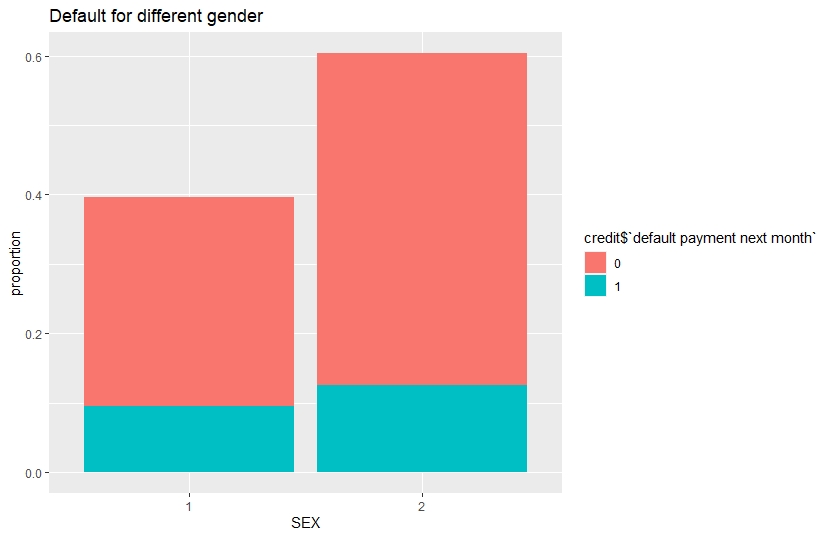 Default for different gender
0.6
0.4
0.2
0.0
proportion
1
2
SEX
credit$`default payment next month`
0
1